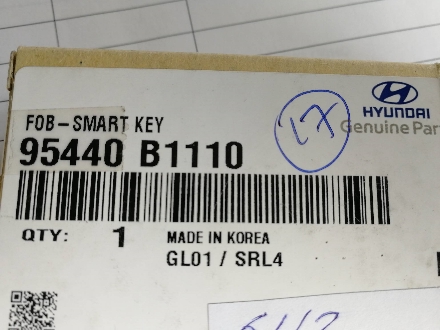 FOB-SMART KEY
95440 B1110
17
HYUNDAI
Genuine Par
QTY: 1
MADE IN KOREA
GL01 / SRL4